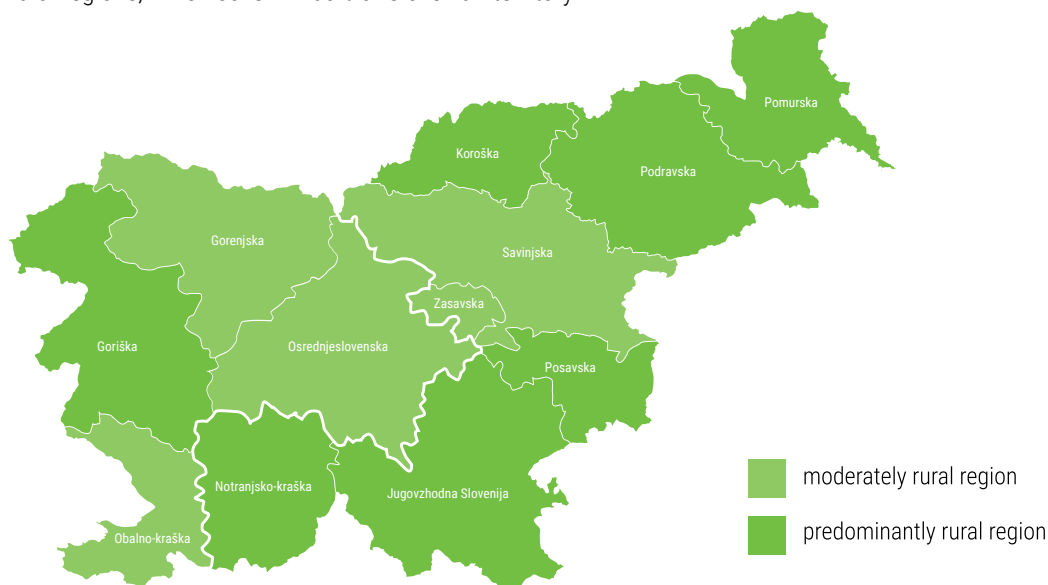 Pomurska
Koroška
Podravska
Gorenjska
Savinjska
Zasavska
Goriška
Osrednjeslovenska
Posavska
Notranjsko-kraška
Jugovzhodna Slovenija
Obalno-kraška
moderately rural region
predominantly rural region